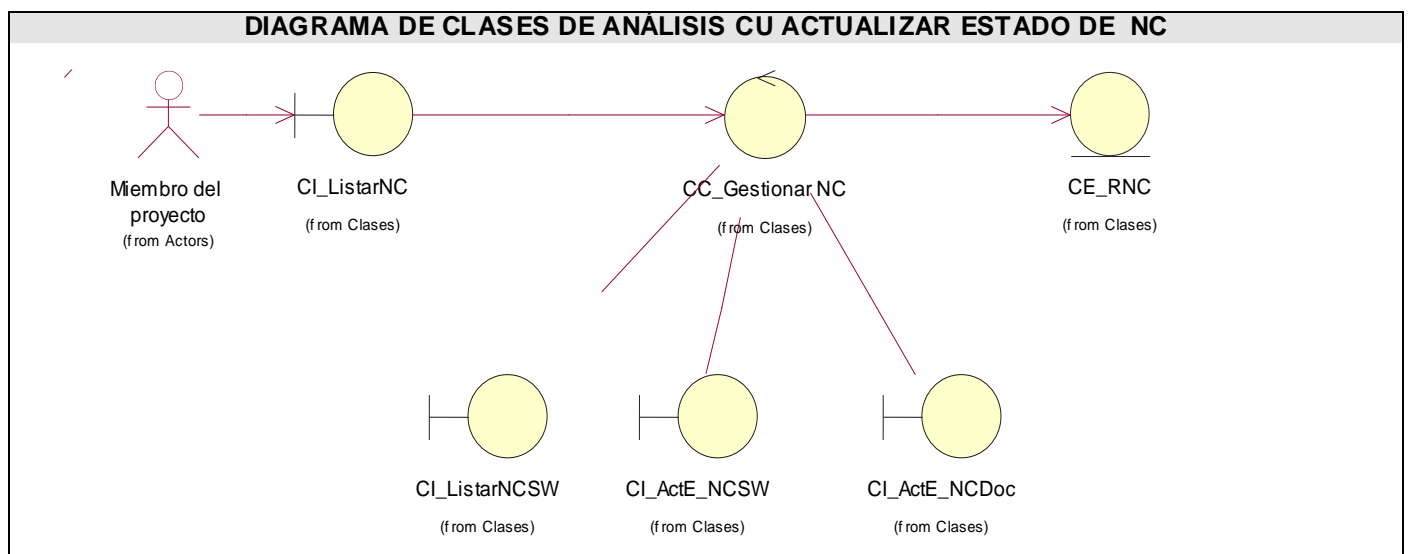 DIAGRAMA DE CLASES DE ANÁLISIS CU ACTUALIZAR ESTADO DE NC
Miembro del
proyecto
(from Actors)
CI_ListarNC
(from Clases)
CC_Gestionar NC
(from Clases)
CE_RNC
(from Clases)
CI_ListarNCSW
(from Clases)
CI_ActE_NCSW
(from Clases)
CI_ActE_NCDoc
(from Clases)